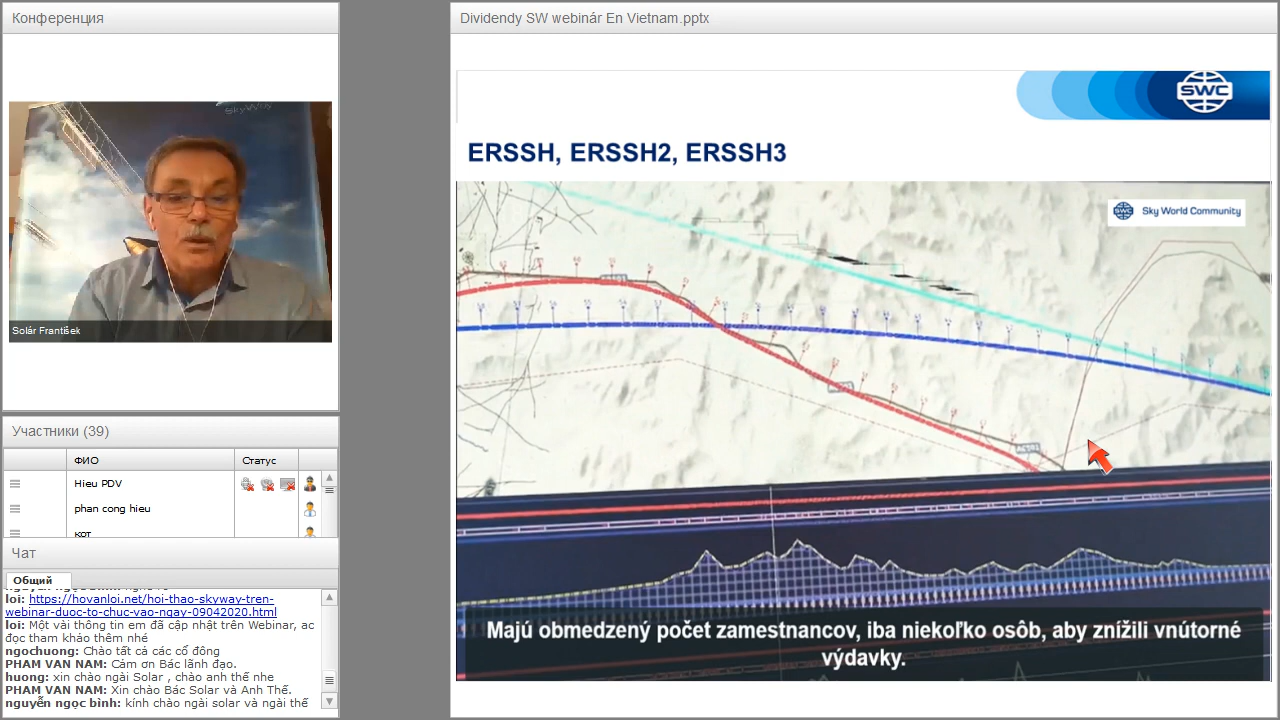 Конференция
Solár František
Участники (39)
ФИО
Статус
Hieu PDV
phan cong hieu
кот
Чат
Общий
loi: https://hovanloi.net/hoi-thao-skyway-tren-
webinar-duoc-to-chuc-vao-ngay-09042020.html
loi: Một vài thông tin em đã cập nhật trên Webinar, ac
đọc tham khảo thêm nhé
ngochuong: Chào tất cả các cổ đông
PHAM VAN NAM: Cảm ơn Bác lãnh đạo.
huong: xin chào ngài Solar , chào anh thế nhe
PHAM VAN NAM: Xin chào Bác Solar và Anh Thế.
nguyễn ngọc bình: kính chào ngài solar và ngài thế
Dividendy SW webinár En Vietnam.pptx
SWC
ERSSH, ERSSH2, ERSSH3
SWC Sky World Community
Majú obmedzený počet zamestnancov, iba niekoľko osôb, aby znížili vnútorné
výdavky.